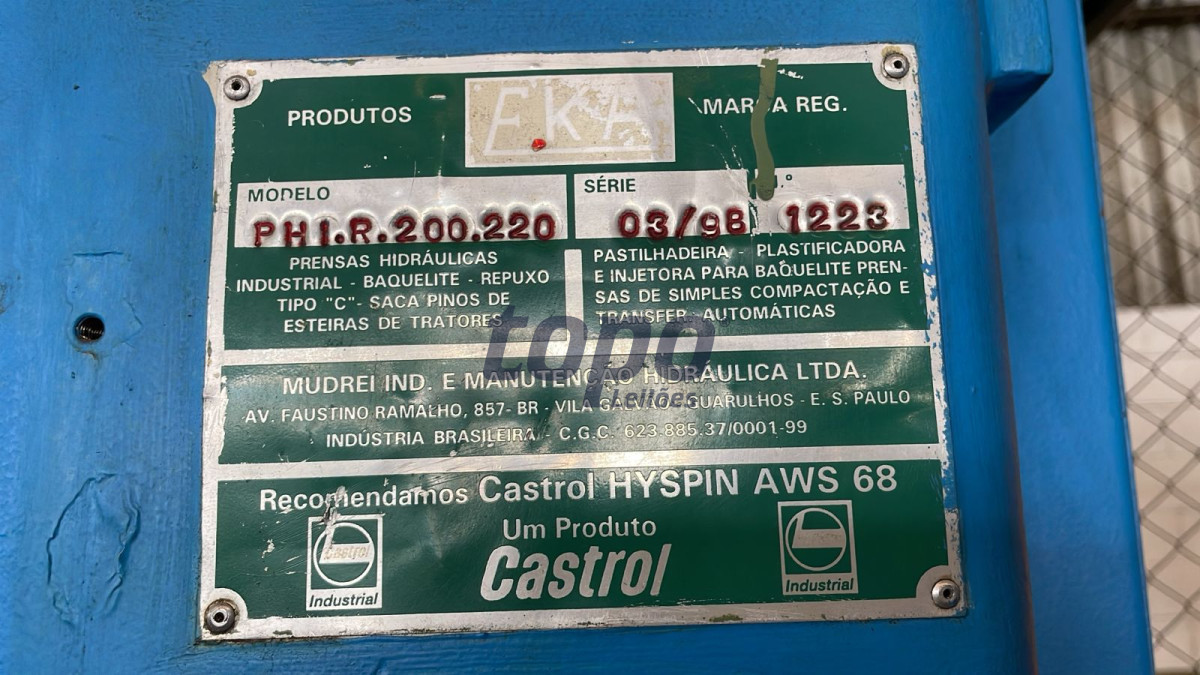 PRODUTOS
EKA
MARCA REG.
MODELO
PHI.R.200.220
SÉRIE
03/98
N.º
1223
PRENSAS HIDRÁULICAS
INDUSTRIAL - BAQUELITE - REPUXO
TIPO "C" - SACA PINOS DE
ESTEIRAS DE TRATORES
PASTILHADEIRA - PLASTIFICADORA
E INJETORA PARA BAQUELITE PREN-
SAS DE SIMPLES COMPACTAÇÃO E
TRANSFER - AUTOMÁTICAS
topo
Leilões
MUDREI IND. E MANUTENÇÃO HIDRÁULICA LTDA.
AV. FAUSTINO RAMALHO, 857- BR - VILA GALVÃO - GUARULHOS - E. S. PAULO
INDÚSTRIA BRASILEIRA - C.G.C. 623.885.37/0001-99
Recomendamos Castrol HYSPIN AWS 68
Um Produto
Castrol
Castrol
Industrial
Industrial